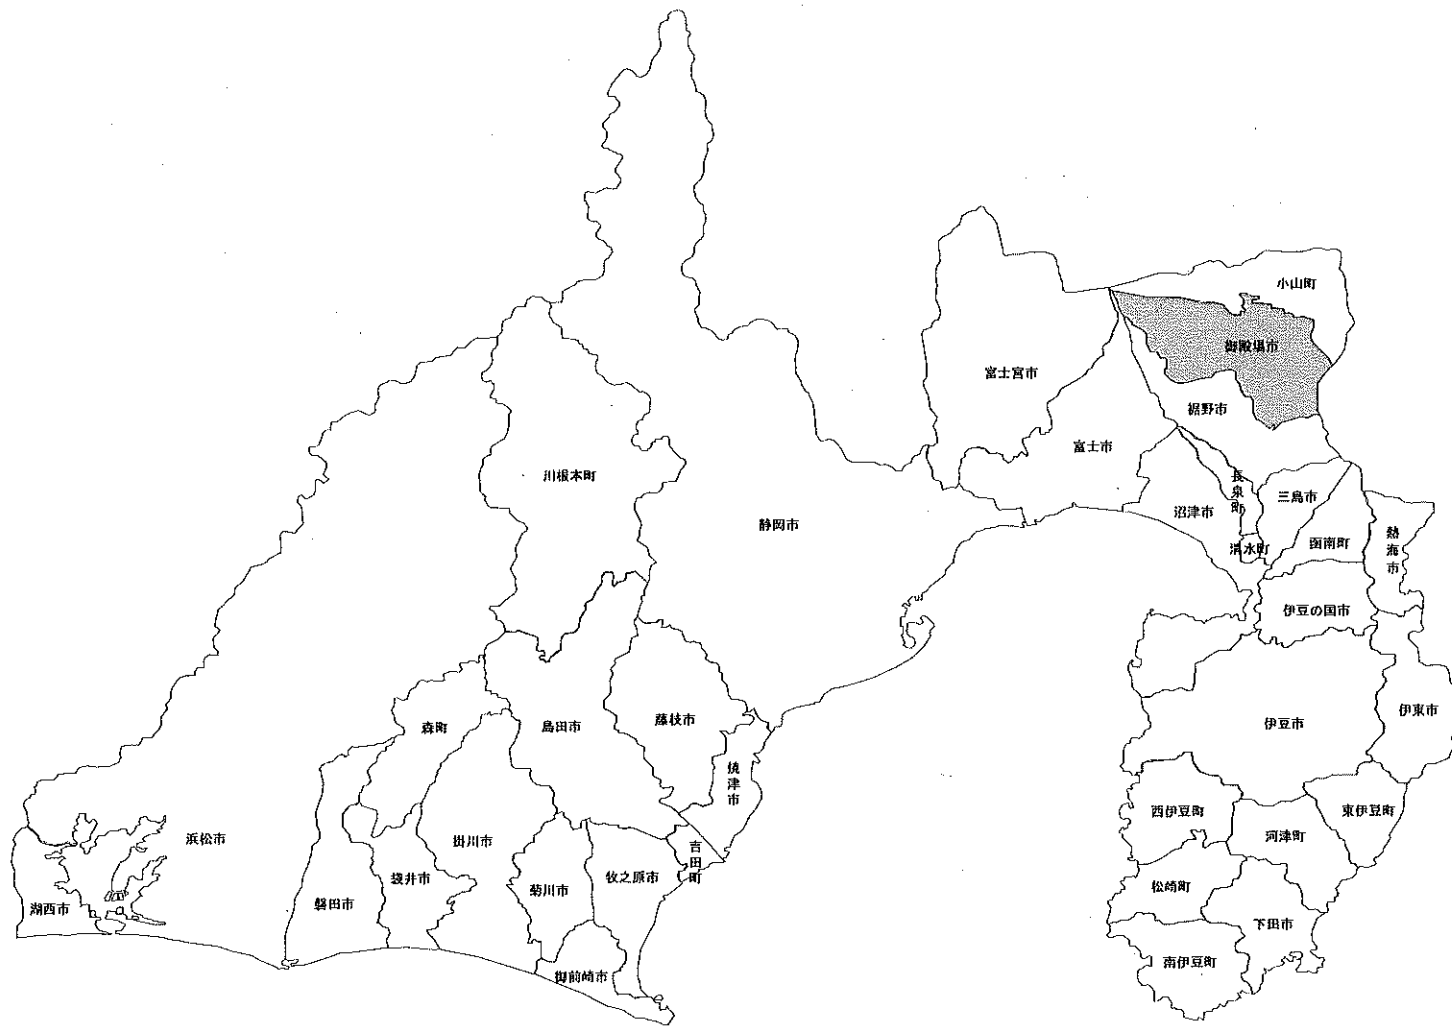 小山町
御殿場市
富士宮市
裾野市
富士市
川根本町
長泉町
三島市
沼津市
静岡市
熱海市
函南町
清水町
伊豆の国市
伊東市
藤枝市
伊豆市
森町
島田市
焼津市
西伊豆町
東伊豆町
浜松市
掛川市
河津町
吉田町
袋井市
牧之原市
松崎町
菊川市
磐田市
湖西市
下田市
南伊豆町
御前崎市